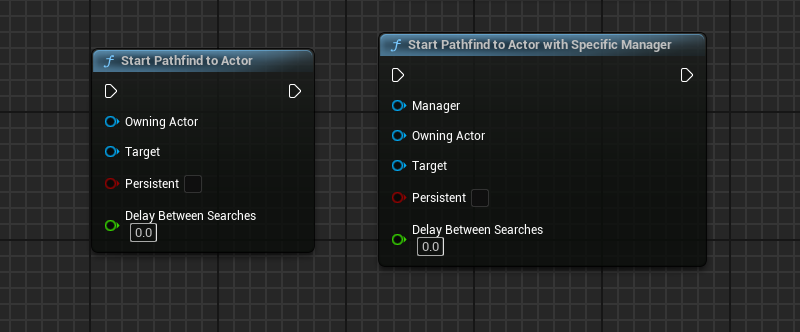 Start Pathfind to Actor
Owning Actor
Target
Persistent
Delay Between Searches
0.0
Start Pathfind to Actor with Specific Manager
Manager
Owning Actor
Target
Persistent
Delay Between Searches
0.0